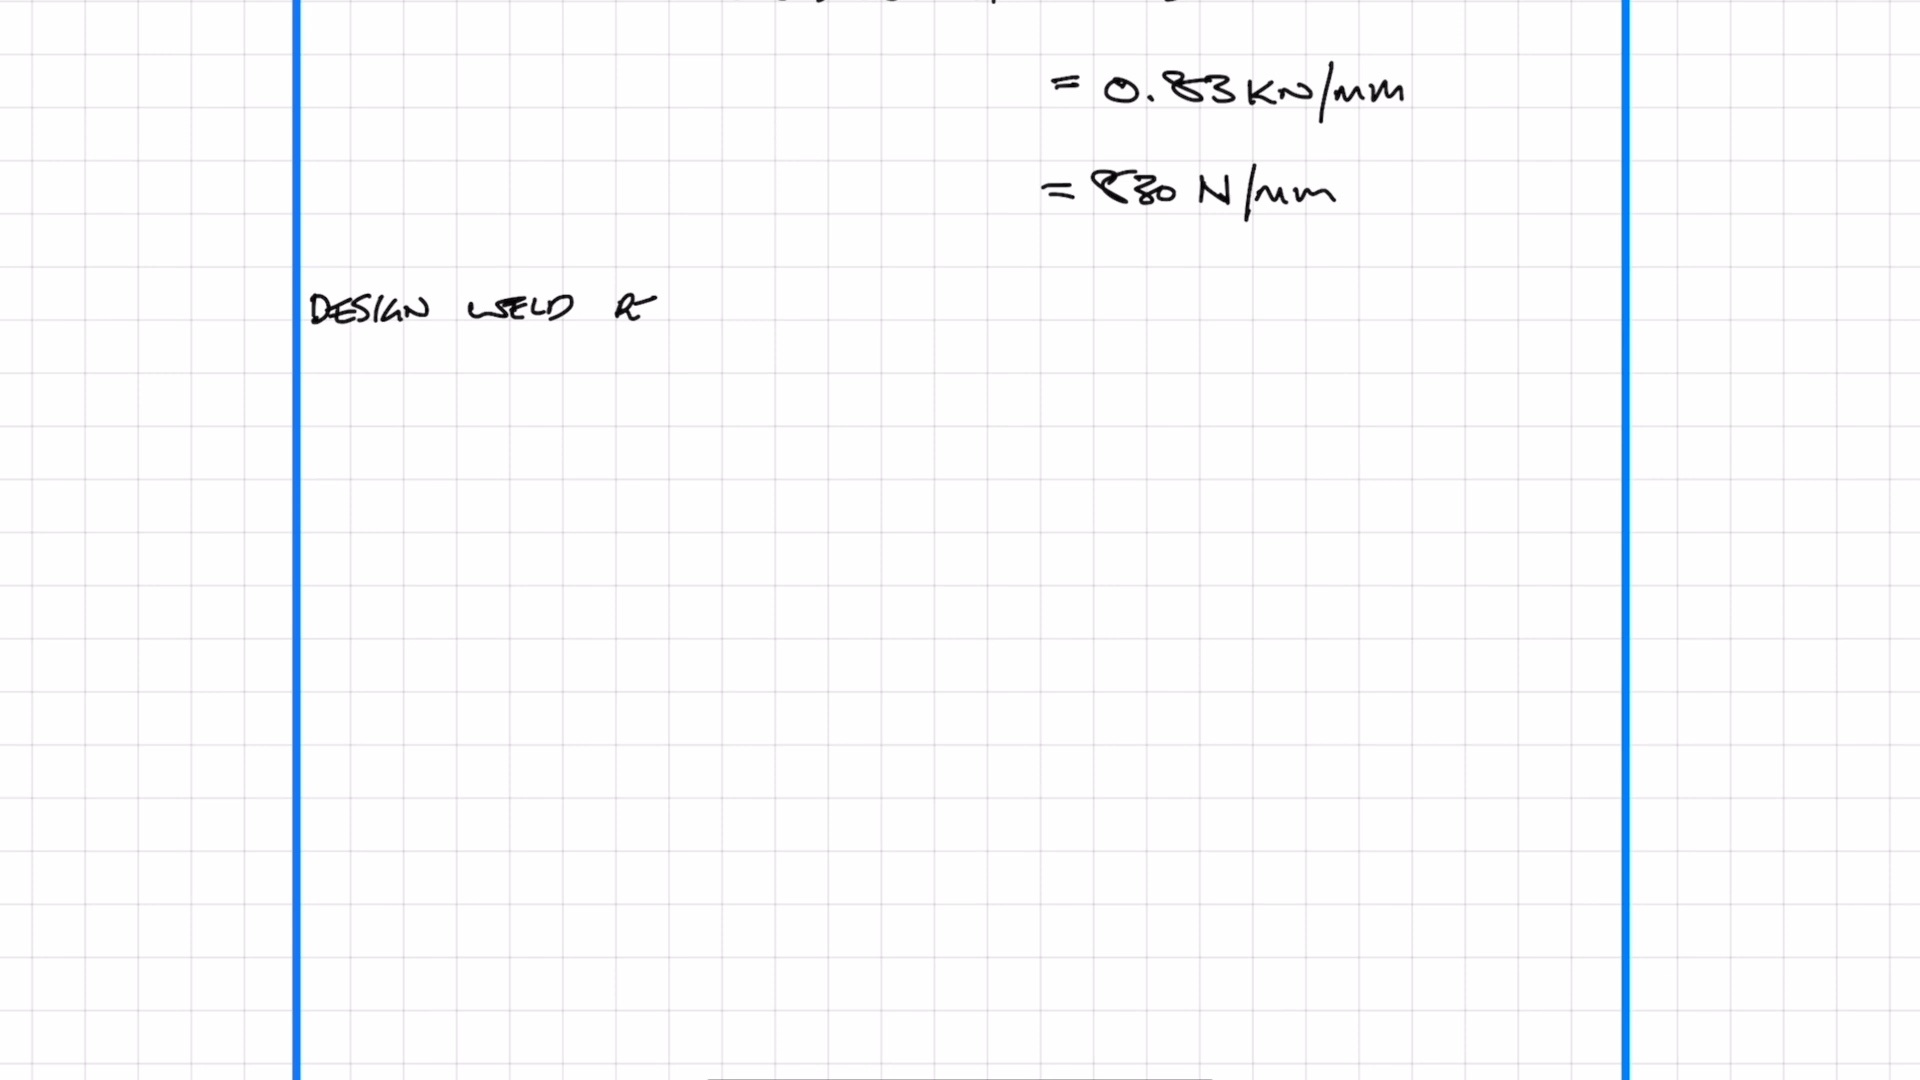 = 0.83 KN/mm
= 830 N/mm
DESIGN WELD R